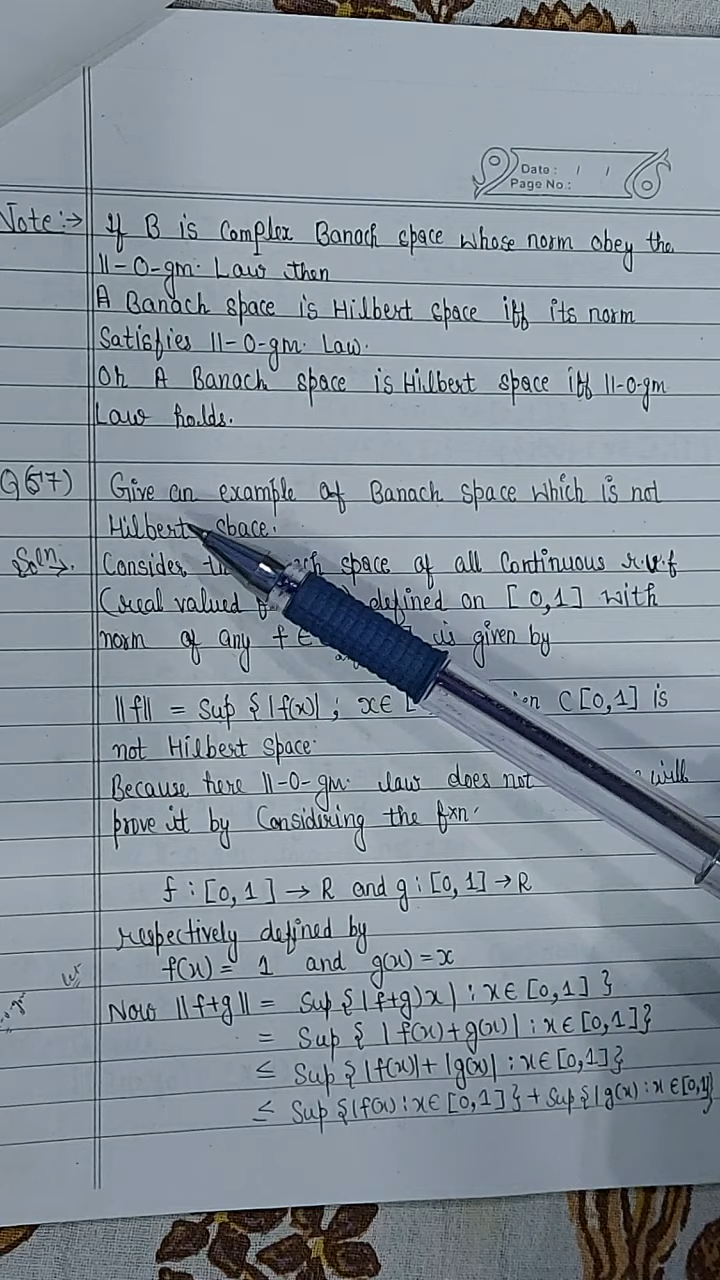 Date : / /
Page No.:
Note :→ If B is Complex Banach space whose norm obey the
11-0-gm. Law then
A Banach space is Hilbert space iff its norm
Satisfies 11-0-gm. Law.
Or A Banach space is Hilbert space iff 11-0-gm
Law holds.
Q(57) Give an example of Banach space which is not
Hilbert space.
Soln→. Consider space of all Continuous r.v.f
(real valued defined on [0,1] with
norm of any f ∈ is given by
||f|| = Sup {|f(x)| ; x∈ [ C[0,1] is
not Hilbert space.
Because here 11-0-gm. law does not will
prove it by Considering the fxn.
f : [0,1] → R and g : [0,1] → R
respectively defined by
f(x) = 1 and g(x) = x
Now ||f+g|| = Sup {|f+g)x| : x∈ [0,1] }
= Sup { |f(x)+g(x)| : x∈ [0,1]}
≤ Sup {|f(x)|+ |g(x)| : x∈ [0,1]}
≤ Sup {|f(x) : x∈ [0,1]} + Sup{|g(x) : x∈[0,1]}